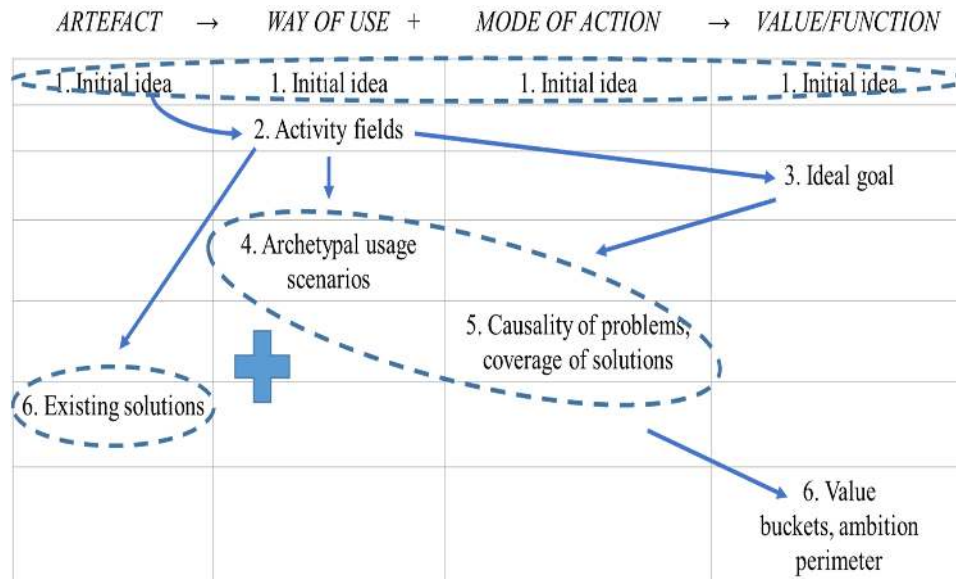 ARTEFACT → WAY OF USE + MODE OF ACTION → VALUE/FUNCTION
1. Initial idea 1. Initial idea 1. Initial idea 1. Initial idea
2. Activity fields
3. Ideal goal
4. Archetypal usage
scenarios
5. Causality of problems,
coverage of solutions
6. Existing solutions
6. Value
buckets, ambition
perimeter